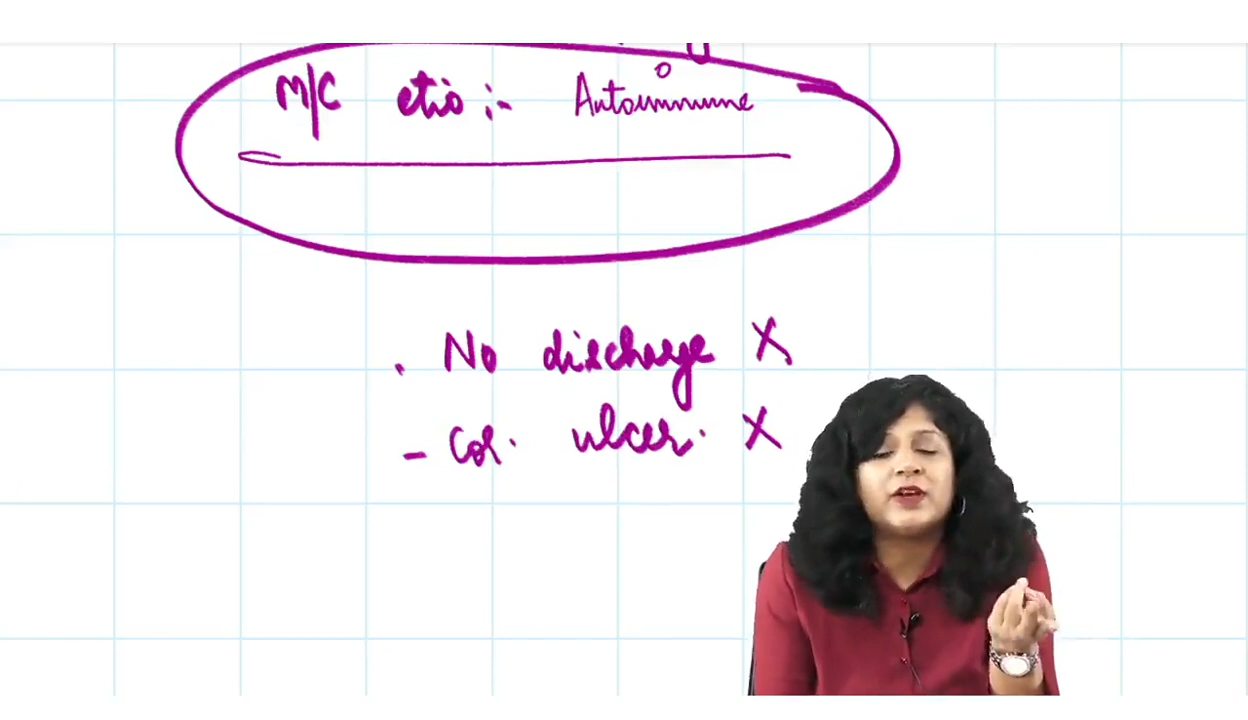 M/C etio :- Autoimmune
. No discharge X
- Cor. ulcer. X